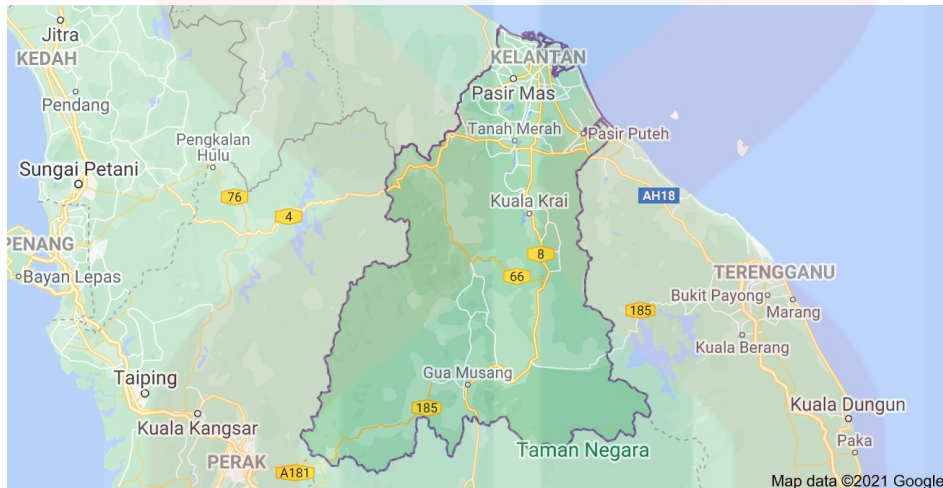 Jitra
KEDAH
KELANTAN
Pasir Mas
Pendang
Tanah Merah
Pasir Puteh
Pengkalan
Hulu
Sungai Petani
76
4
AH18
Kuala Krai
PENANG
8
Bayan Lepas
66
TERENGGANU
Bukit Payong
Marang
185
Kuala Berang
Taiping
Gua Musang
185
Kuala Dungun
Kuala Kangsar
Taman Negara
Paka
PERAK
A181
Map data ©2021 Google